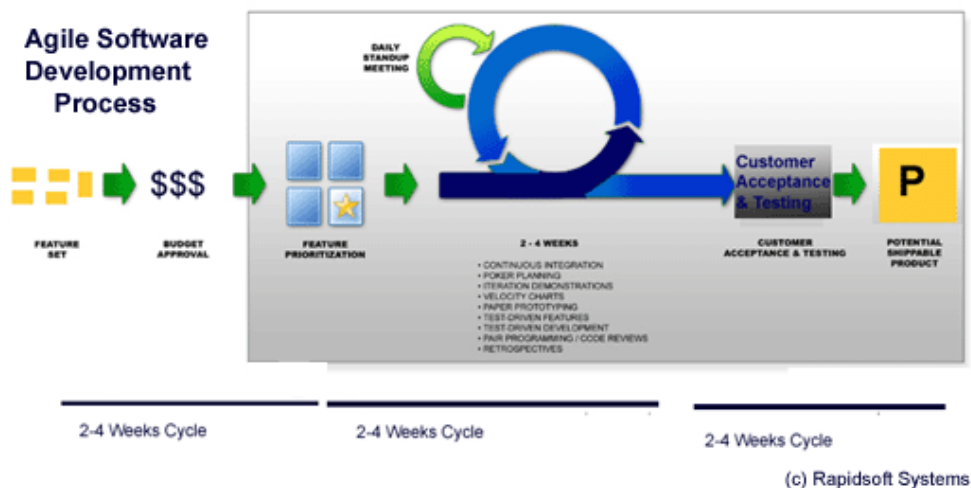 Agile Software
Development
Process
DAILY
STANDUP
MEETING
$$$
Customer
Acceptance
& Testing
P
FEATURE
SET
BUDGET
APPROVAL
FEATURE
PRIORITIZATION
2 - 4 WEEKS
• CONTINUOUS INTEGRATION
• POKER PLANNING
• ITERATION DEMONSTRATIONS
• VELOCITY CHARTS
• PAPER PROTOTYPING
• TEST-DRIVEN FEATURES
• TEST-DRIVEN DEVELOPMENT
• PAIR PROGRAMMING / CODE REVIEWS
• RETROSPECTIVES
CUSTOMER
ACCEPTANCE & TESTING
POTENTIAL
SHIPPABLE
PRODUCT
2-4 Weeks Cycle
2-4 Weeks Cycle
2-4 Weeks Cycle
(c) Rapidsoft Systems